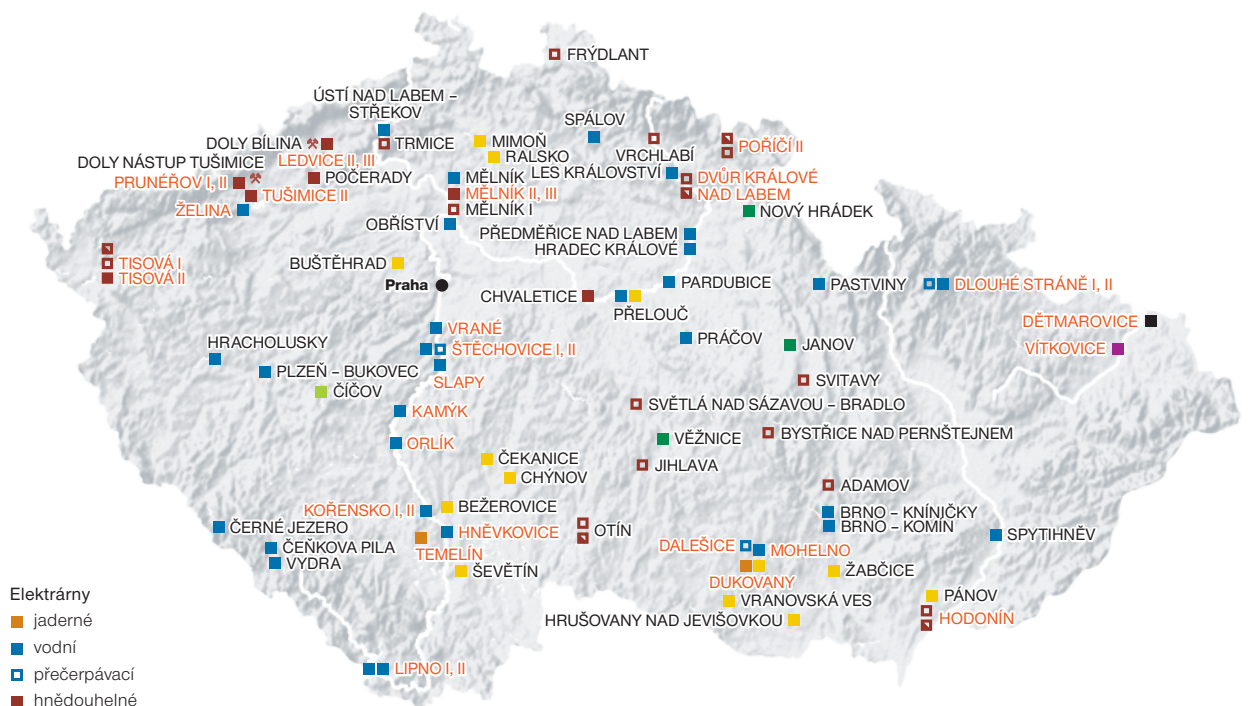 FRÝDLANT
ÚSTÍ NAD LABEM –
STŘEKOV
SPÁLOV
DOLY BÍLINA
TRMICE
MIMOŇ
VRCHLABÍ
POŘÍČÍ II
DOLY NÁSTUP TUŠIMICE
LEDVICE II, III
RALSKO
LES KRÁLOVSTVÍ
PRUNÉŘOV I, II
POČERADY
MĚLNÍK
DVŮR KRÁLOVÉ
NAD LABEM
TUŠIMICE II
MĚLNÍK II, III
ŽELINA
MĚLNÍK I
NOVÝ HRÁDEK
OBŘÍSTVÍ
PŘEDMĚŘICE NAD LABEM
HRADEC KRÁLOVÉ
TISOVÁ I
TISOVÁ II
BUŠTĚHRAD
Praha
CHVALETICE
PARDUBICE
PASTVINY
DLOUHÉ STRÁNĚ I, II
PŘELOUČ
DĚTMAROVICE
VRANÉ
HRACHOLUSKY
ŠTĚCHOVICE I, II
PRÁČOV
JANOV
VÍTKOVICE
PLZEŇ – BUKOVEC
SLAPY
SVITAVY
ČÍČOV
KAMÝK
SVĚTLÁ NAD SÁZAVOU – BRADLO
ORLÍK
VĚŽNICE
BYSTŘICE NAD PERNŠTEJNEM
ČEKANICE
JIHLAVA
CHÝNOV
ADAMOV
KOŘENSKO I, II
BEŽEROVICE
BRNO – KNÍNIČKY
ČERNÉ JEZERO
HNĚVKOVICE
OTÍN
BRNO – KOMÍN
SPYTIHNĚV
ČEŇKOVA PILA
TEMELÍN
DALEŠICE
MOHELNO
VYDRA
ŠEVĚTÍN
DUKOVANY
ŽABČICE
VRANOVSKÁ VES
PÁNOV
HRUŠOVANY NAD JEVIŠOVKOU
HODONÍN
LIPNO I, II
Elektrárny
jaderné
vodní
přečerpávací
hnědouhelné